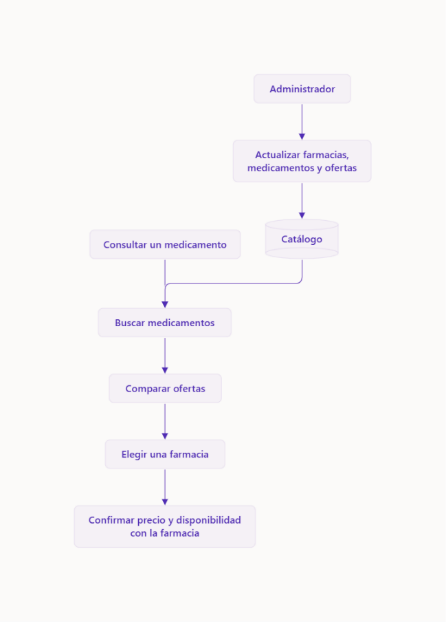 Administrador
Actualizar farmacias,
medicamentos y ofertas
Catálogo
Consultar un medicamento
Buscar medicamentos
Comparar ofertas
Elegir una farmacia
Confirmar precio y disponibilidad
con la farmacia